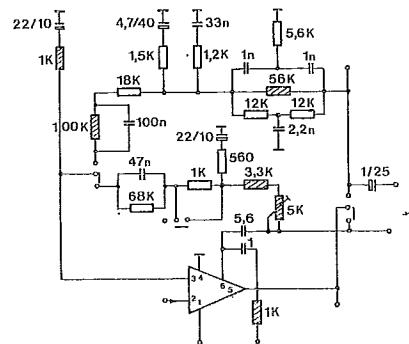 22/10
4,7/40
33n
5,6K
1K
1,5K
1,2K
1n
1n
18K
56K
100K
100n
12K
12K
22/10
2,2n
47n
1K
560
3,3K
1/25
68K
5K
5,6
1
3 4
6 5
2 1
1K